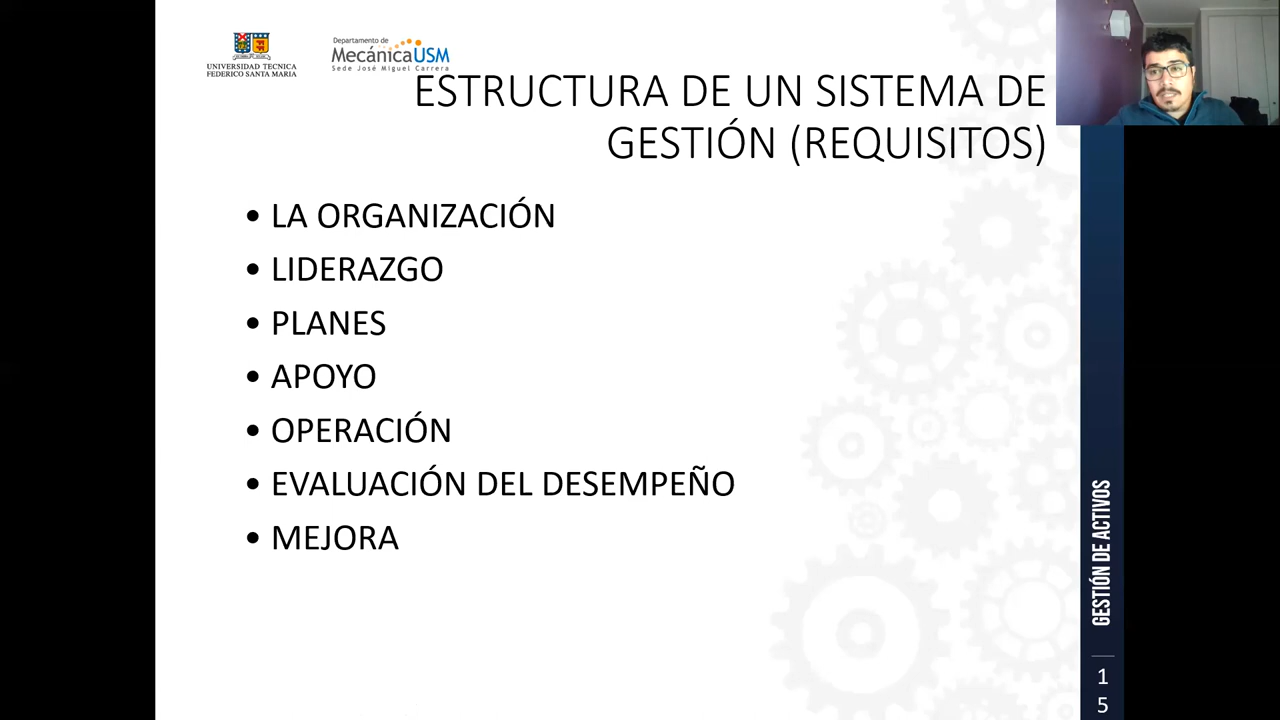 UNIVERSIDAD TECNICA
FEDERICO SANTA MARIA
Departamento de
MecánicaUSM
Sede José Miguel Carrera
ESTRUCTURA DE UN SISTEMA DE
GESTIÓN (REQUISITOS)
• LA ORGANIZACIÓN
• LIDERAZGO
• PLANES
• APOYO
• OPERACIÓN
• EVALUACIÓN DEL DESEMPEÑO
• MEJORA
GESTIÓN DE ACTIVOS
1
5